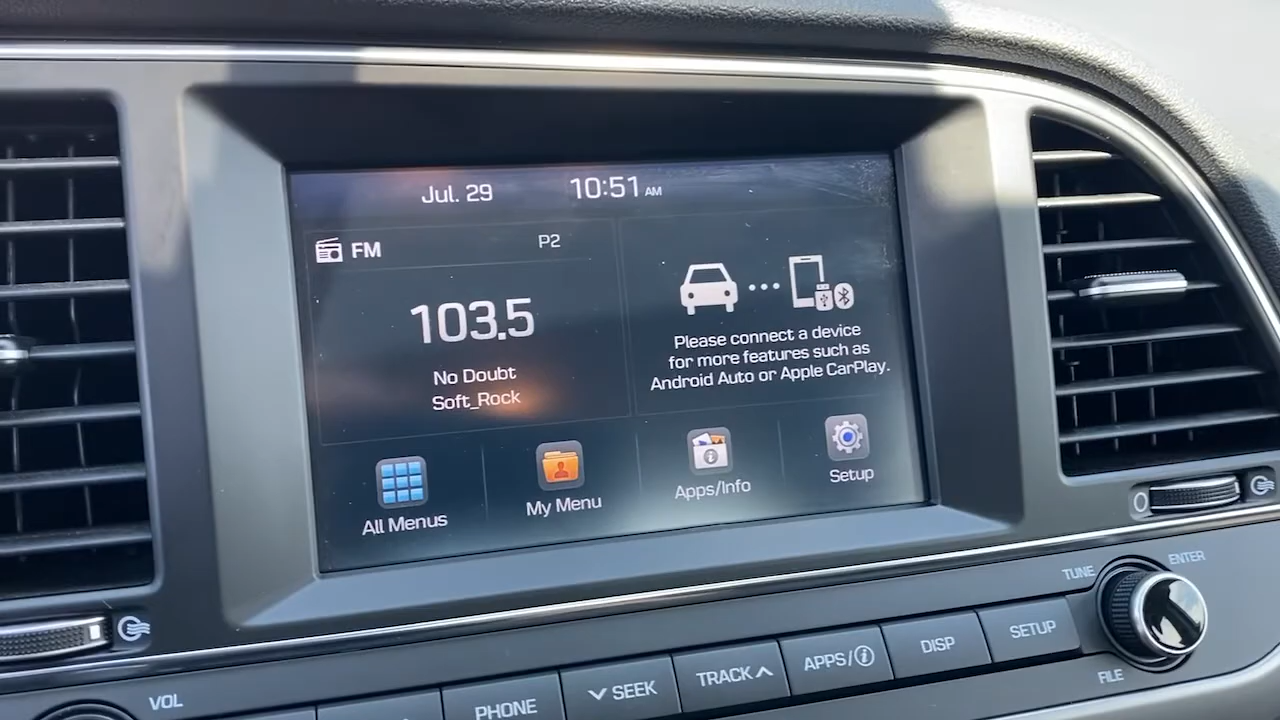 Jul. 29 10:51 AM
FM P2
103.5
No Doubt
Soft_Rock
Please connect a device
for more features such as
Android Auto or Apple CarPlay.
All Menus
My Menu
Apps/Info
Setup
VOL
PHONE
SEEK
TRACK
APPS/i
DISP
SETUP
TUNE
ENTER
FILE